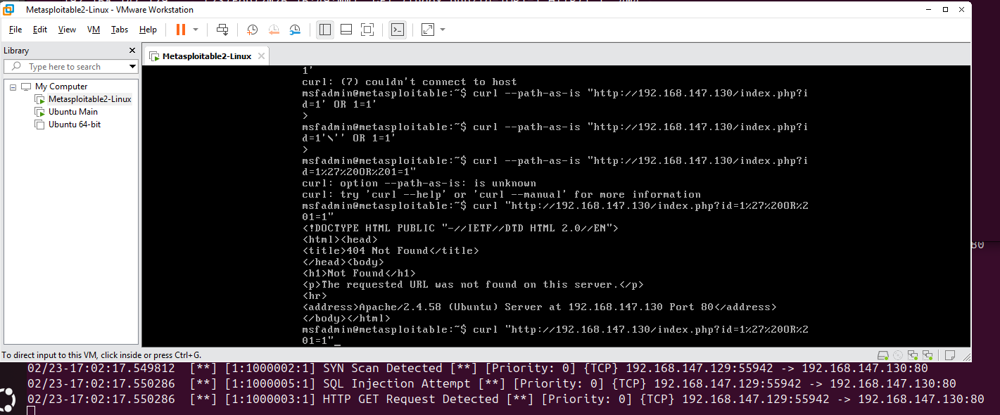 Metasploitable2-Linux - VMware Workstation
File Edit View VM Tabs Help
Library
Type here to search
My Computer
Metasploitable2-Linux
Ubuntu Main
Ubuntu 64-bit
Metasploitable2-Linux
1'
curl: (7) couldn't connect to host
msfadmin@metasploitable:~$ curl --path-as-is "http://192.168.147.130/index.php?i
d=1' OR 1=1'
>
msfadmin@metasploitable:~$ curl --path-as-is "http://192.168.147.130/index.php?i
d=1'\'' OR 1=1'
>
msfadmin@metasploitable:~$ curl --path-as-is "http://192.168.147.130/index.php?i
d=1%27%20OR%201=1"
curl: option --path-as-is: is unknown
curl: try 'curl --help' or 'curl --manual' for more information
msfadmin@metasploitable:~$ curl "http://192.168.147.130/index.php?id=1%27%20OR%2
01=1"
<!DOCTYPE HTML PUBLIC "-//IETF//DTD HTML 2.0//EN">
<html><head>
<title>404 Not Found</title>
</head><body>
<h1>Not Found</h1>
<p>The requested URL was not found on this server.</p>
<hr>
<address>Apache/2.4.58 (Ubuntu) Server at 192.168.147.130 Port 80</address>
</body></html>
msfadmin@metasploitable:~$ curl "http://192.168.147.130/index.php?id=1%27%20OR%2
01=1"_
80
To direct input to this VM, click inside or press Ctrl+G.
02/23-17:02:17.549812 [**] [1:1000002:1] SYN Scan Detected [**] [Priority: 0] {TCP} 192.168.147.129:55942 -> 192.168.147.130:80
02/23-17:02:17.550286 [**] [1:1000005:1] SQL Injection Attempt [**] [Priority: 0] {TCP} 192.168.147.129:55942 -> 192.168.147.130:80
02/23-17:02:17.550286 [**] [1:1000003:1] HTTP GET Request Detected [**] [Priority: 0] {TCP} 192.168.147.129:55942 -> 192.168.147.130:80